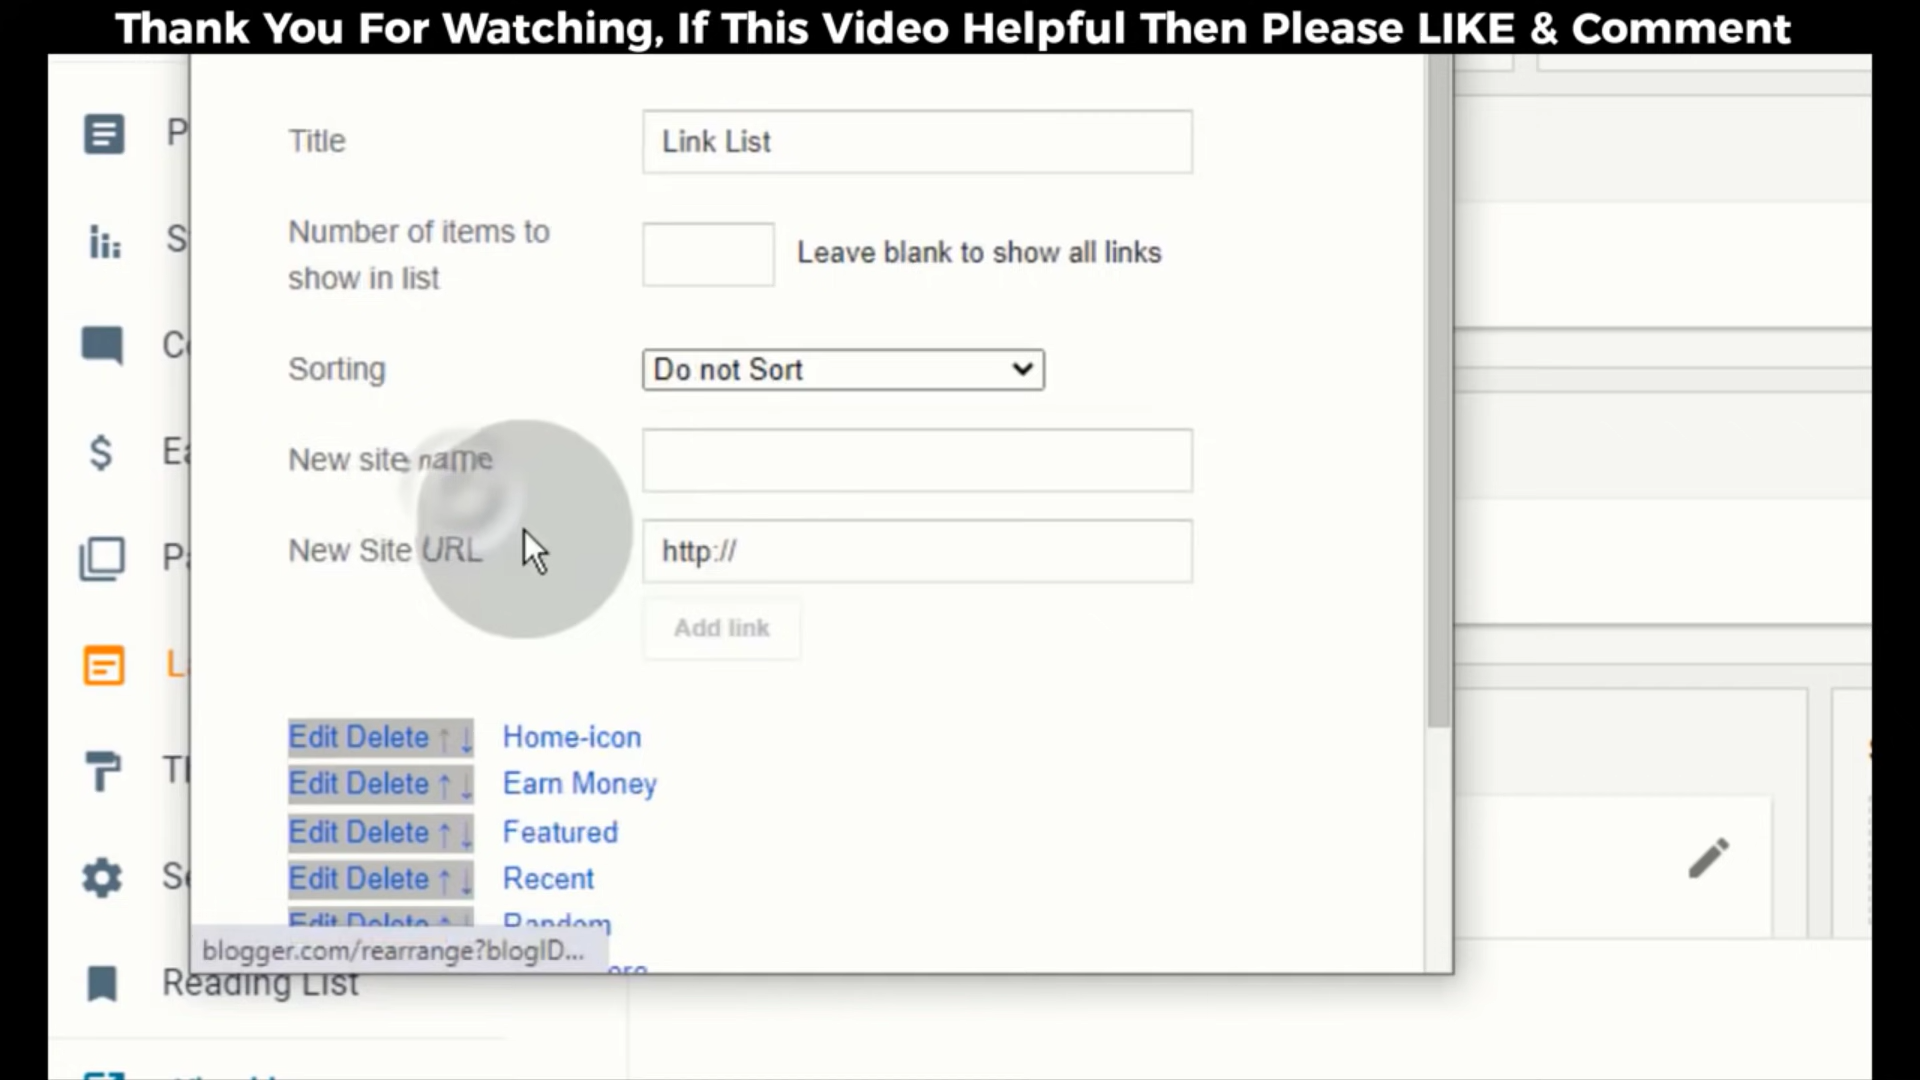 Thank You For Watching, If This Video Helpful Then Please LIKE & Comment
Title
Link List
Number of items to
show in list
Leave blank to show all links
Sorting
Do not Sort
New site name
New Site URL
http://
Add link
Edit Delete ↑ ↓ Home-icon
Edit Delete ↑ ↓ Earn Money
Edit Delete ↑ ↓ Featured
Edit Delete ↑ ↓ Recent
Edit Delete ↑ ↓ Random
blogger.com/rearrange?blogID...
Reading List